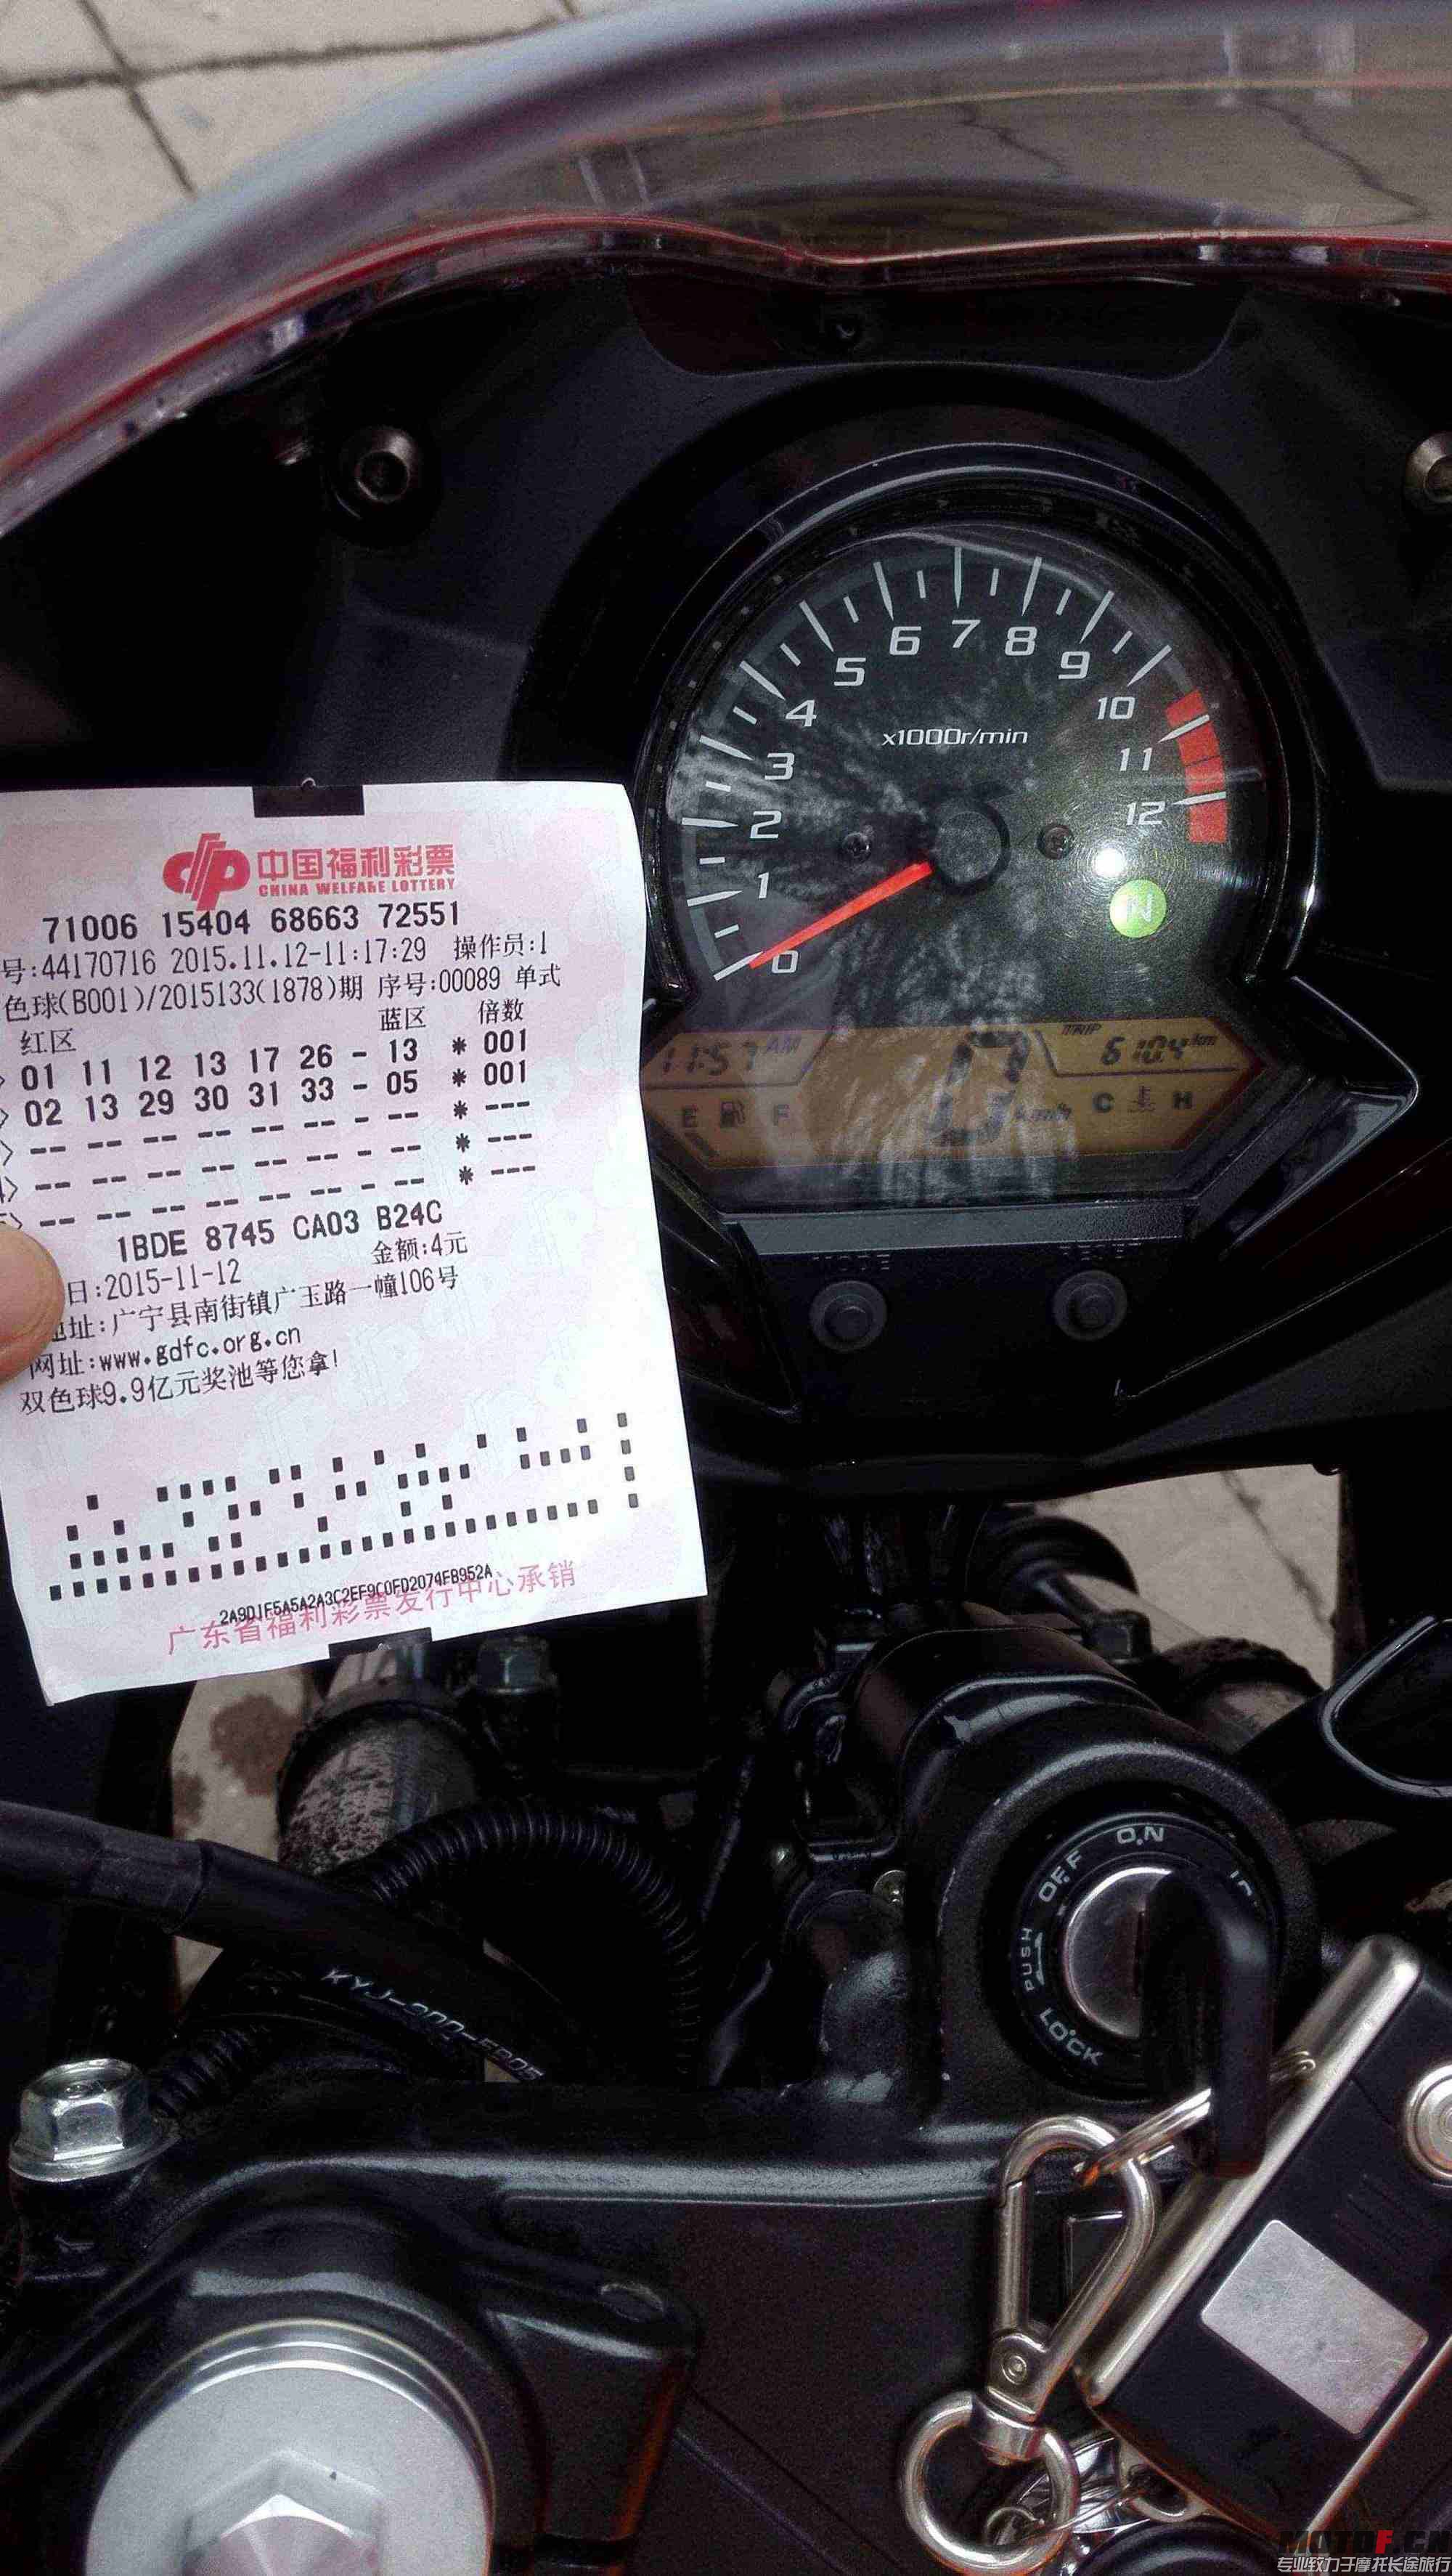 中国福利彩票
CHINA WELFARE LOTTERY
71006 15404 68663 72551
号:44170716 2015.11.12-11:17:29 操作员:1
色球(B001)/2015133(1878)期 序号:00089 单式
红区 蓝区 倍数
01 11 12 13 17 26 - 13 * 001
02 13 29 30 31 33 - 05 * 001
> -- -- -- -- -- -- - -- * ---
> -- -- -- -- -- -- - -- * ---
> -- -- -- -- -- -- - -- * ---
1BDE 8745 CA03 B24C
日:2015-11-12 金额:4元
地址:广宁县南街镇广玉路一幢106号
网址:www.gdfc.org.cn
双色球9.9亿元奖池等您拿!
2A9D1F5A5A2A3C2EF9C0FD2074FB952A
广东省福利彩票发行中心承销
0 1 2 3 4 5 6 7 8 9 10 11 12
x1000r/min
N
11:57 AM
TRIP 610.4 km
E F
0 km/h
C H
MODE
RESET
ON
OFF
PUSH
LOCK
MOTOF.CN
专业致力于摩托长途旅行